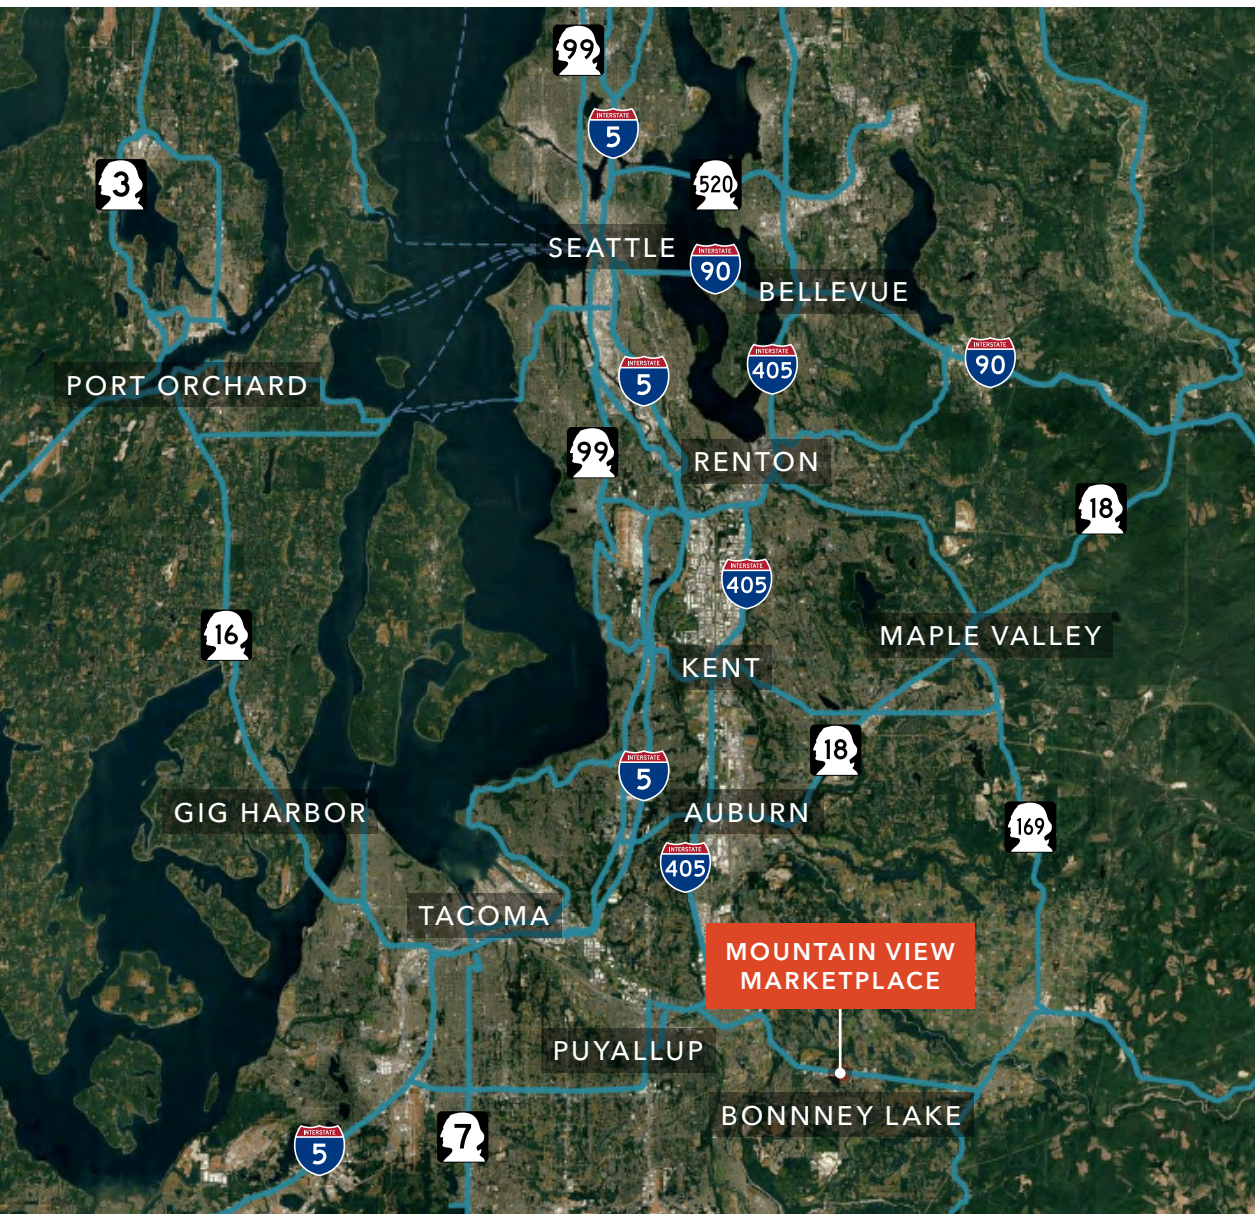 99
INTERSTATE
5
3
520
SEATTLE
INTERSTATE
90
BELLEVUE
INTERSTATE
5
INTERSTATE
405
INTERSTATE
90
PORT ORCHARD
99
RENTON
18
INTERSTATE
405
16
MAPLE VALLEY
KENT
18
INTERSTATE
5
GIG HARBOR
AUBURN
169
INTERSTATE
405
TACOMA
MOUNTAIN VIEW
MARKETPLACE
PUYALLUP
BONNNEY LAKE
INTERSTATE
5
7